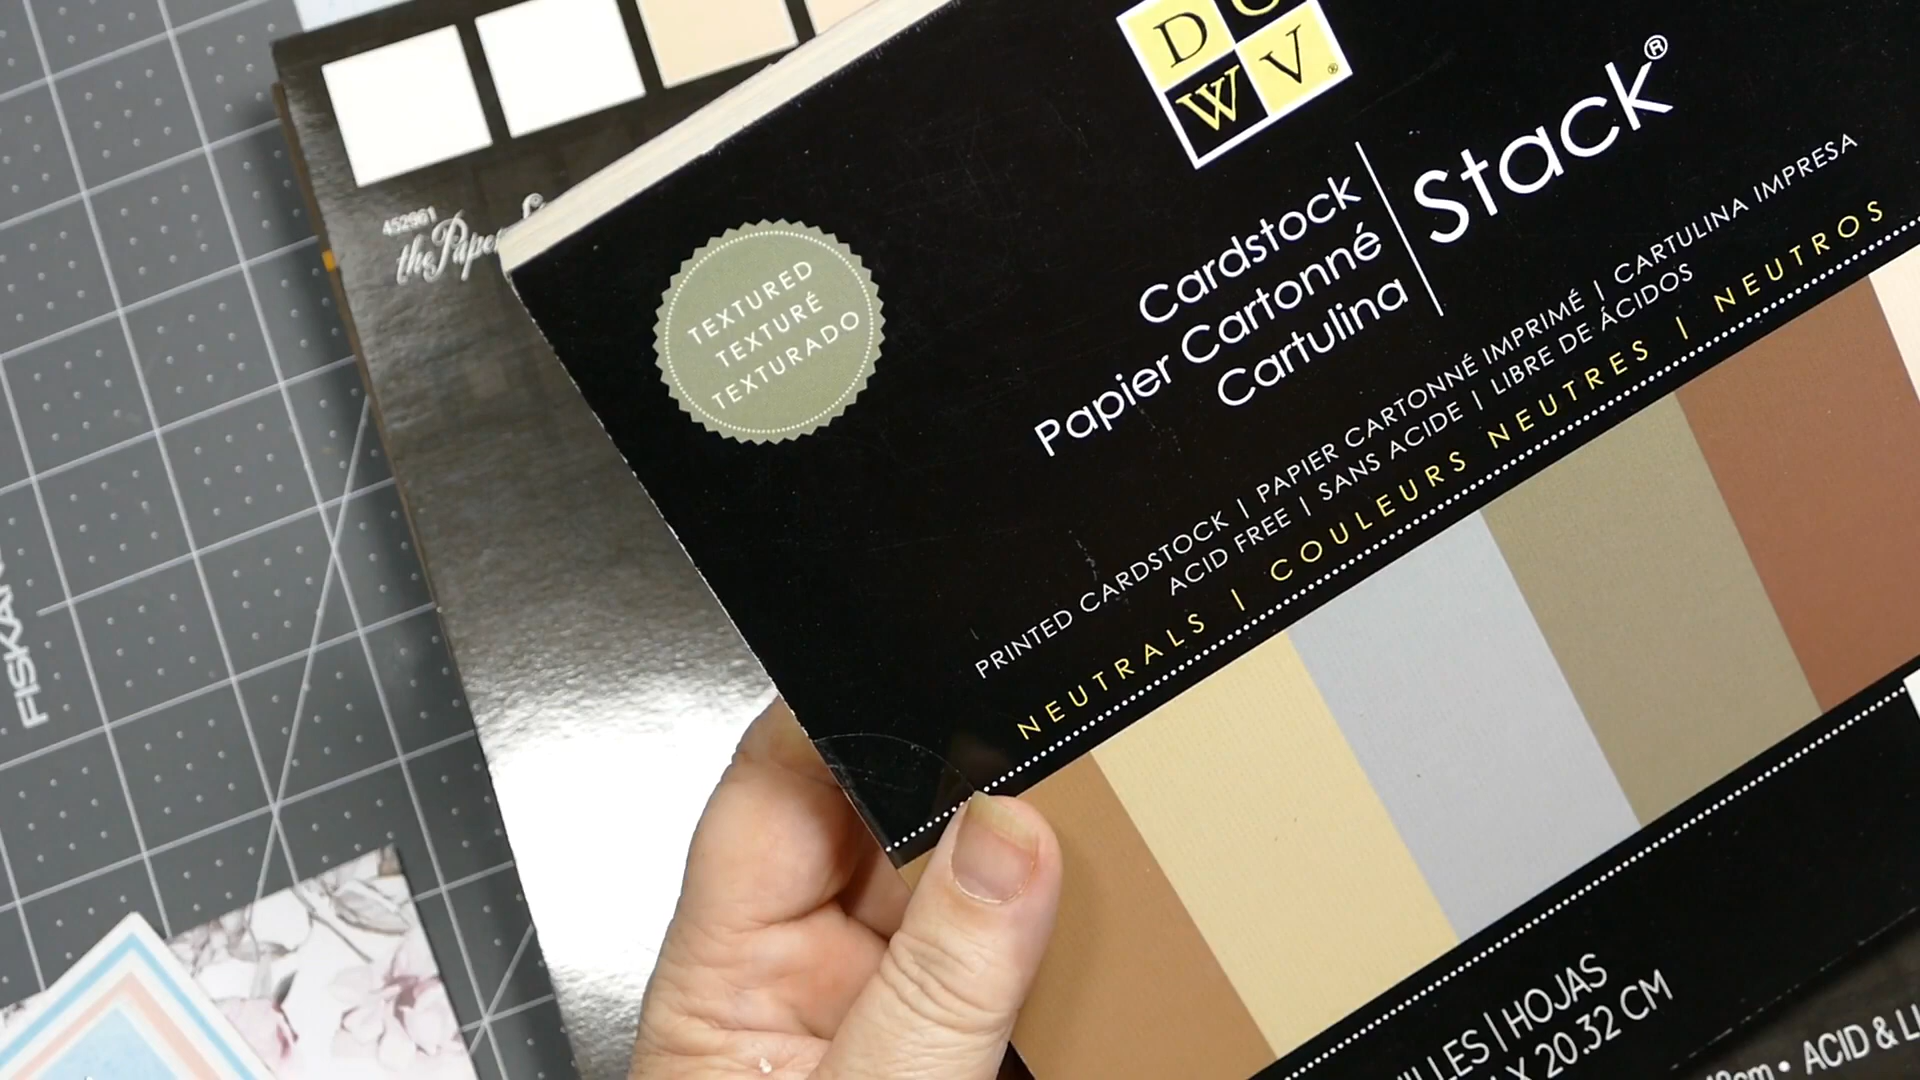 D C
W V ®
Cardstock
Papier Cartonné
Cartulina
Stack®
PRINTED CARDSTOCK | PAPIER CARTONNÉ IMPRIMÉ | CARTULINA IMPRESA
ACID FREE | SANS ACIDE | LIBRE DE ÁCIDOS
NEUTRALS | COULEURS NEUTRES | NEUTROS
TEXTURED
TEXTURÉ
TEXTURADO
HOJAS
X 20.32 CM
452961
the Paper
ACID &
FISKA